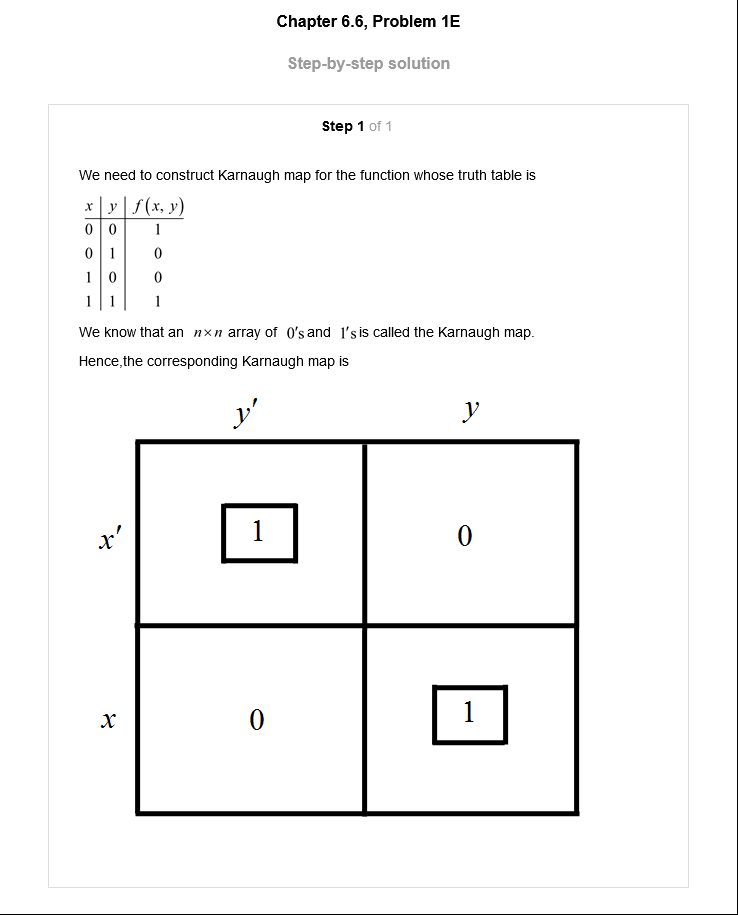 Chapter 6.6, Problem 1E
Step-by-step solution
Step 1 of 1
We need to construct Karnaugh map for the function whose truth table is
x y f(x, y)
0 0 1
0 1 0
1 0 0
1 1 1
We know that an n×n array of 0's and 1's is called the Karnaugh map.
Hence,the corresponding Karnaugh map is
y' y
x' 1 0
x 0 1